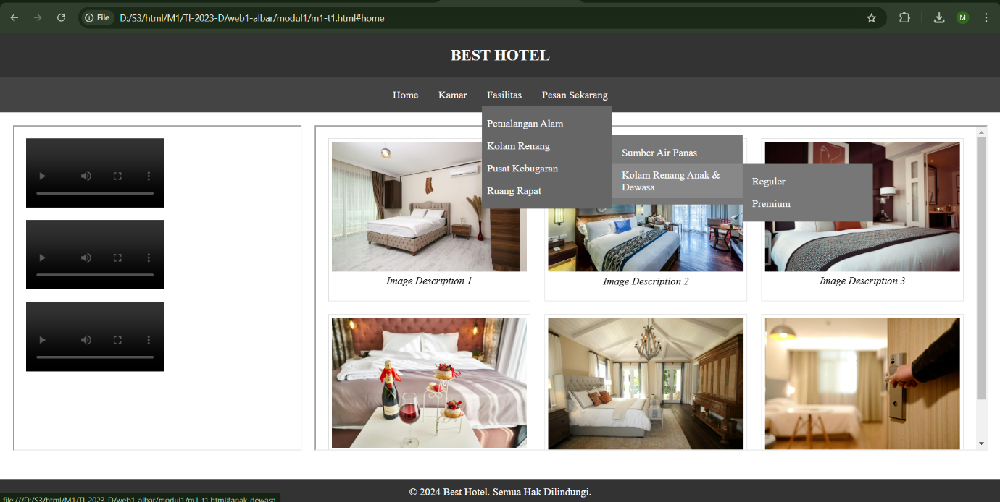 File
D:/S3/html/M1/TI-2023-D/web1-albar/modul1/m1-t1.html#home
M
BEST HOTEL
Home Kamar Fasilitas Pesan Sekarang
Petualangan Alam
Kolam Renang
Pusat Kebugaran
Ruang Rapat
Sumber Air Panas
Kolam Renang Anak &
Dewasa
Reguler
Premium
Image Description 1
Image Description 2
Image Description 3
© 2024 Best Hotel. Semua Hak Dilindungi.
file:///D:/S3/html/M1/TI-2023-D/web1-albar/modul1/m1-t1.html#anak-dewasa